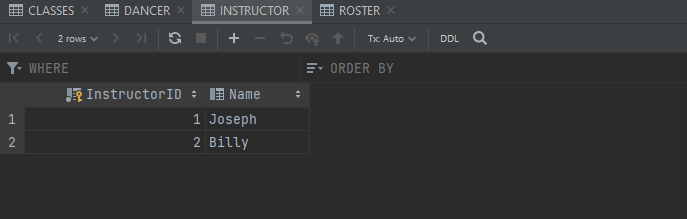 CLASSES DANCER INSTRUCTOR ROSTER
2 rows Tx: Auto DDL
WHERE ORDER BY
InstructorID Name
1 1 Joseph
2 2 Billy